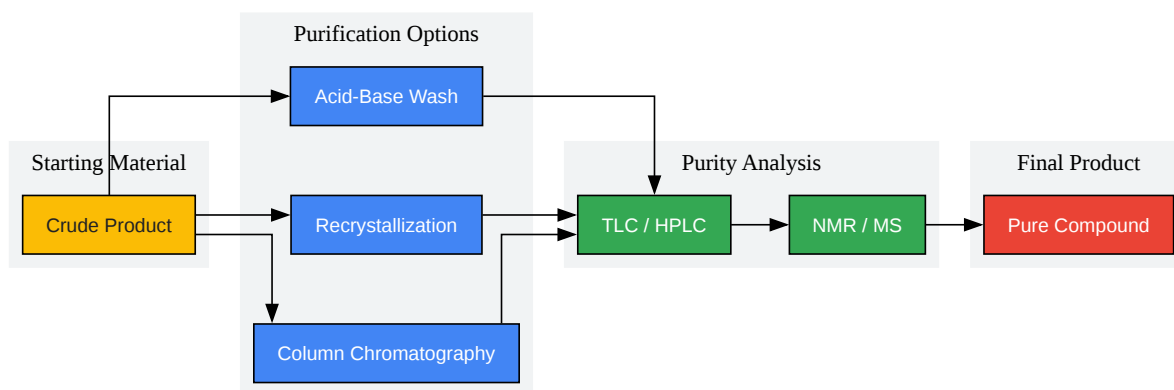 Purification Options
Acid-Base Wash
Starting Material
Purity Analysis
Final Product
Crude Product
Recrystallization
TLC / HPLC
NMR / MS
Pure Compound
Column Chromatography